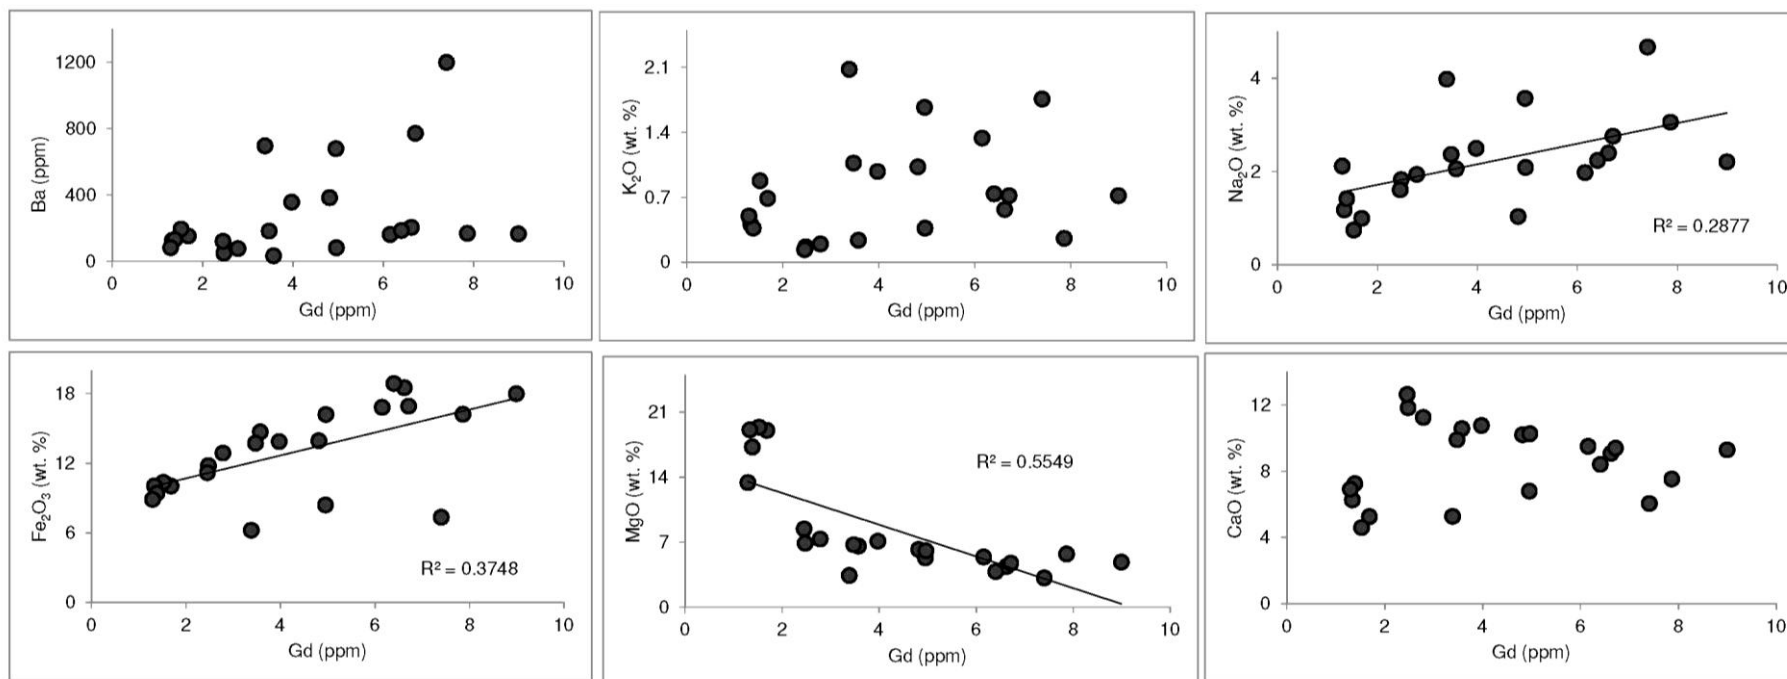 1200
800
400
0
Ba (ppm)
0 2 4 6 8 10
Gd (ppm)
2.1
1.4
0.7
0
K₂O (wt. %)
0 2 4 6 8 10
Gd (ppm)
4
2
0
Na₂O (wt. %)
R² = 0.2877
0 2 4 6 8 10
Gd (ppm)
18
12
6
0
Fe₂O₃ (wt. %)
R² = 0.3748
0 2 4 6 8 10
Gd (ppm)
21
14
7
0
MgO (wt. %)
R² = 0.5549
0 2 4 6 8 10
Gd (ppm)
12
8
4
0
CaO (wt. %)
0 2 4 6 8 10
Gd (ppm)